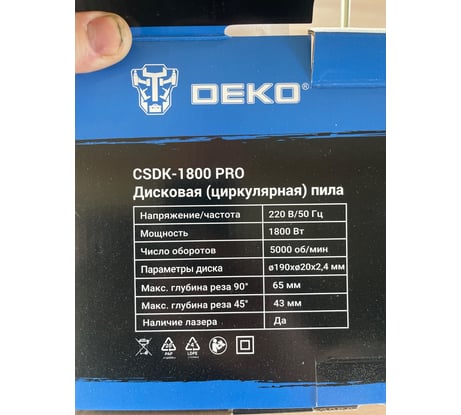 DEKO®
CSDK-1800 PRO
Дисковая (циркулярная) пила
Напряжение/частота 220 В/50 Гц
Мощность 1800 Вт
Число оборотов 5000 об/мин
Параметры диска ø190xø20x2,4 мм
Макс. глубина реза 90° 65 мм
Макс. глубина реза 45° 43 мм
Наличие лазера Да
PAP
LDPE